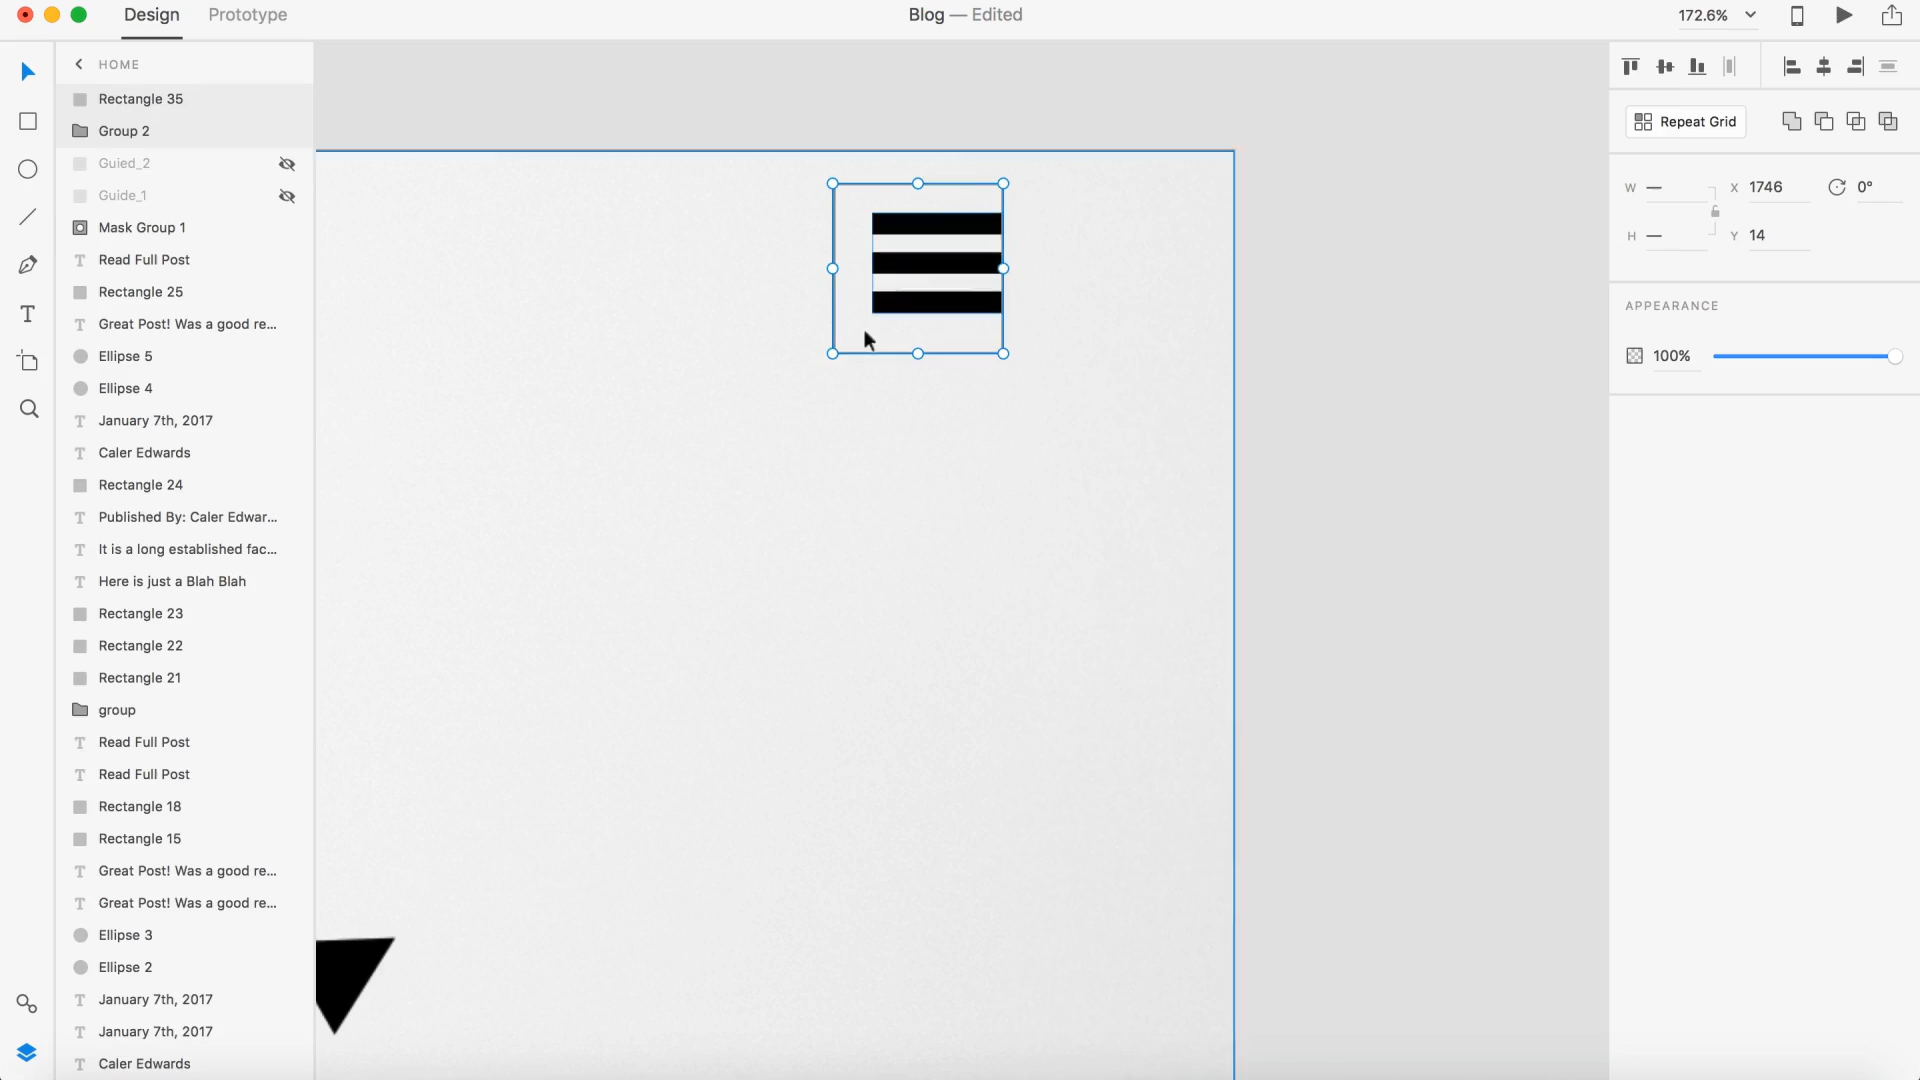 Design Prototype Blog — Edited 172.6%
HOME
Rectangle 35
Group 2
Guied_2
Guide_1
Mask Group 1
Read Full Post
Rectangle 25
Great Post! Was a good re...
Ellipse 5
Ellipse 4
January 7th, 2017
Caler Edwards
Rectangle 24
Published By: Caler Edwar...
It is a long established fac...
Here is just a Blah Blah
Rectangle 23
Rectangle 22
Rectangle 21
group
Read Full Post
Read Full Post
Rectangle 18
Rectangle 15
Great Post! Was a good re...
Great Post! Was a good re...
Ellipse 3
Ellipse 2
January 7th, 2017
January 7th, 2017
Caler Edwards
Repeat Grid
W — X 1746 0°
H — Y 14
APPEARANCE
100%